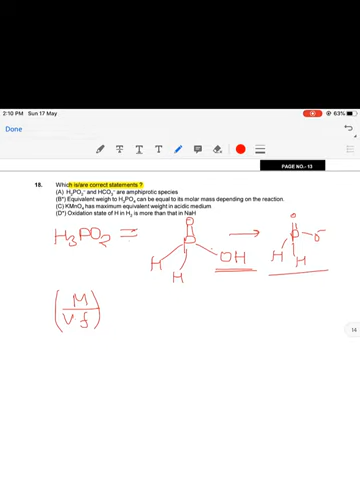 2:10 PM Sun 17 May 63%
Done
PAGE NO.- 13
18. Which is/are correct statements ?
(A) H₂PO₂⁻ and HCO₃⁻ are amphiprotic species
(B*) Equivalent weigh to H₃PO₄ can be equal to its molar mass depending on the reaction.
(C) KMnO₄ has maximum equivalent weight in acidic medium
(D*) Oxidation state of H in H₂ is more than that in NaH
H₃PO₂ =
O
P
OH
H
H
O
P
H H
(M / V.f)
14